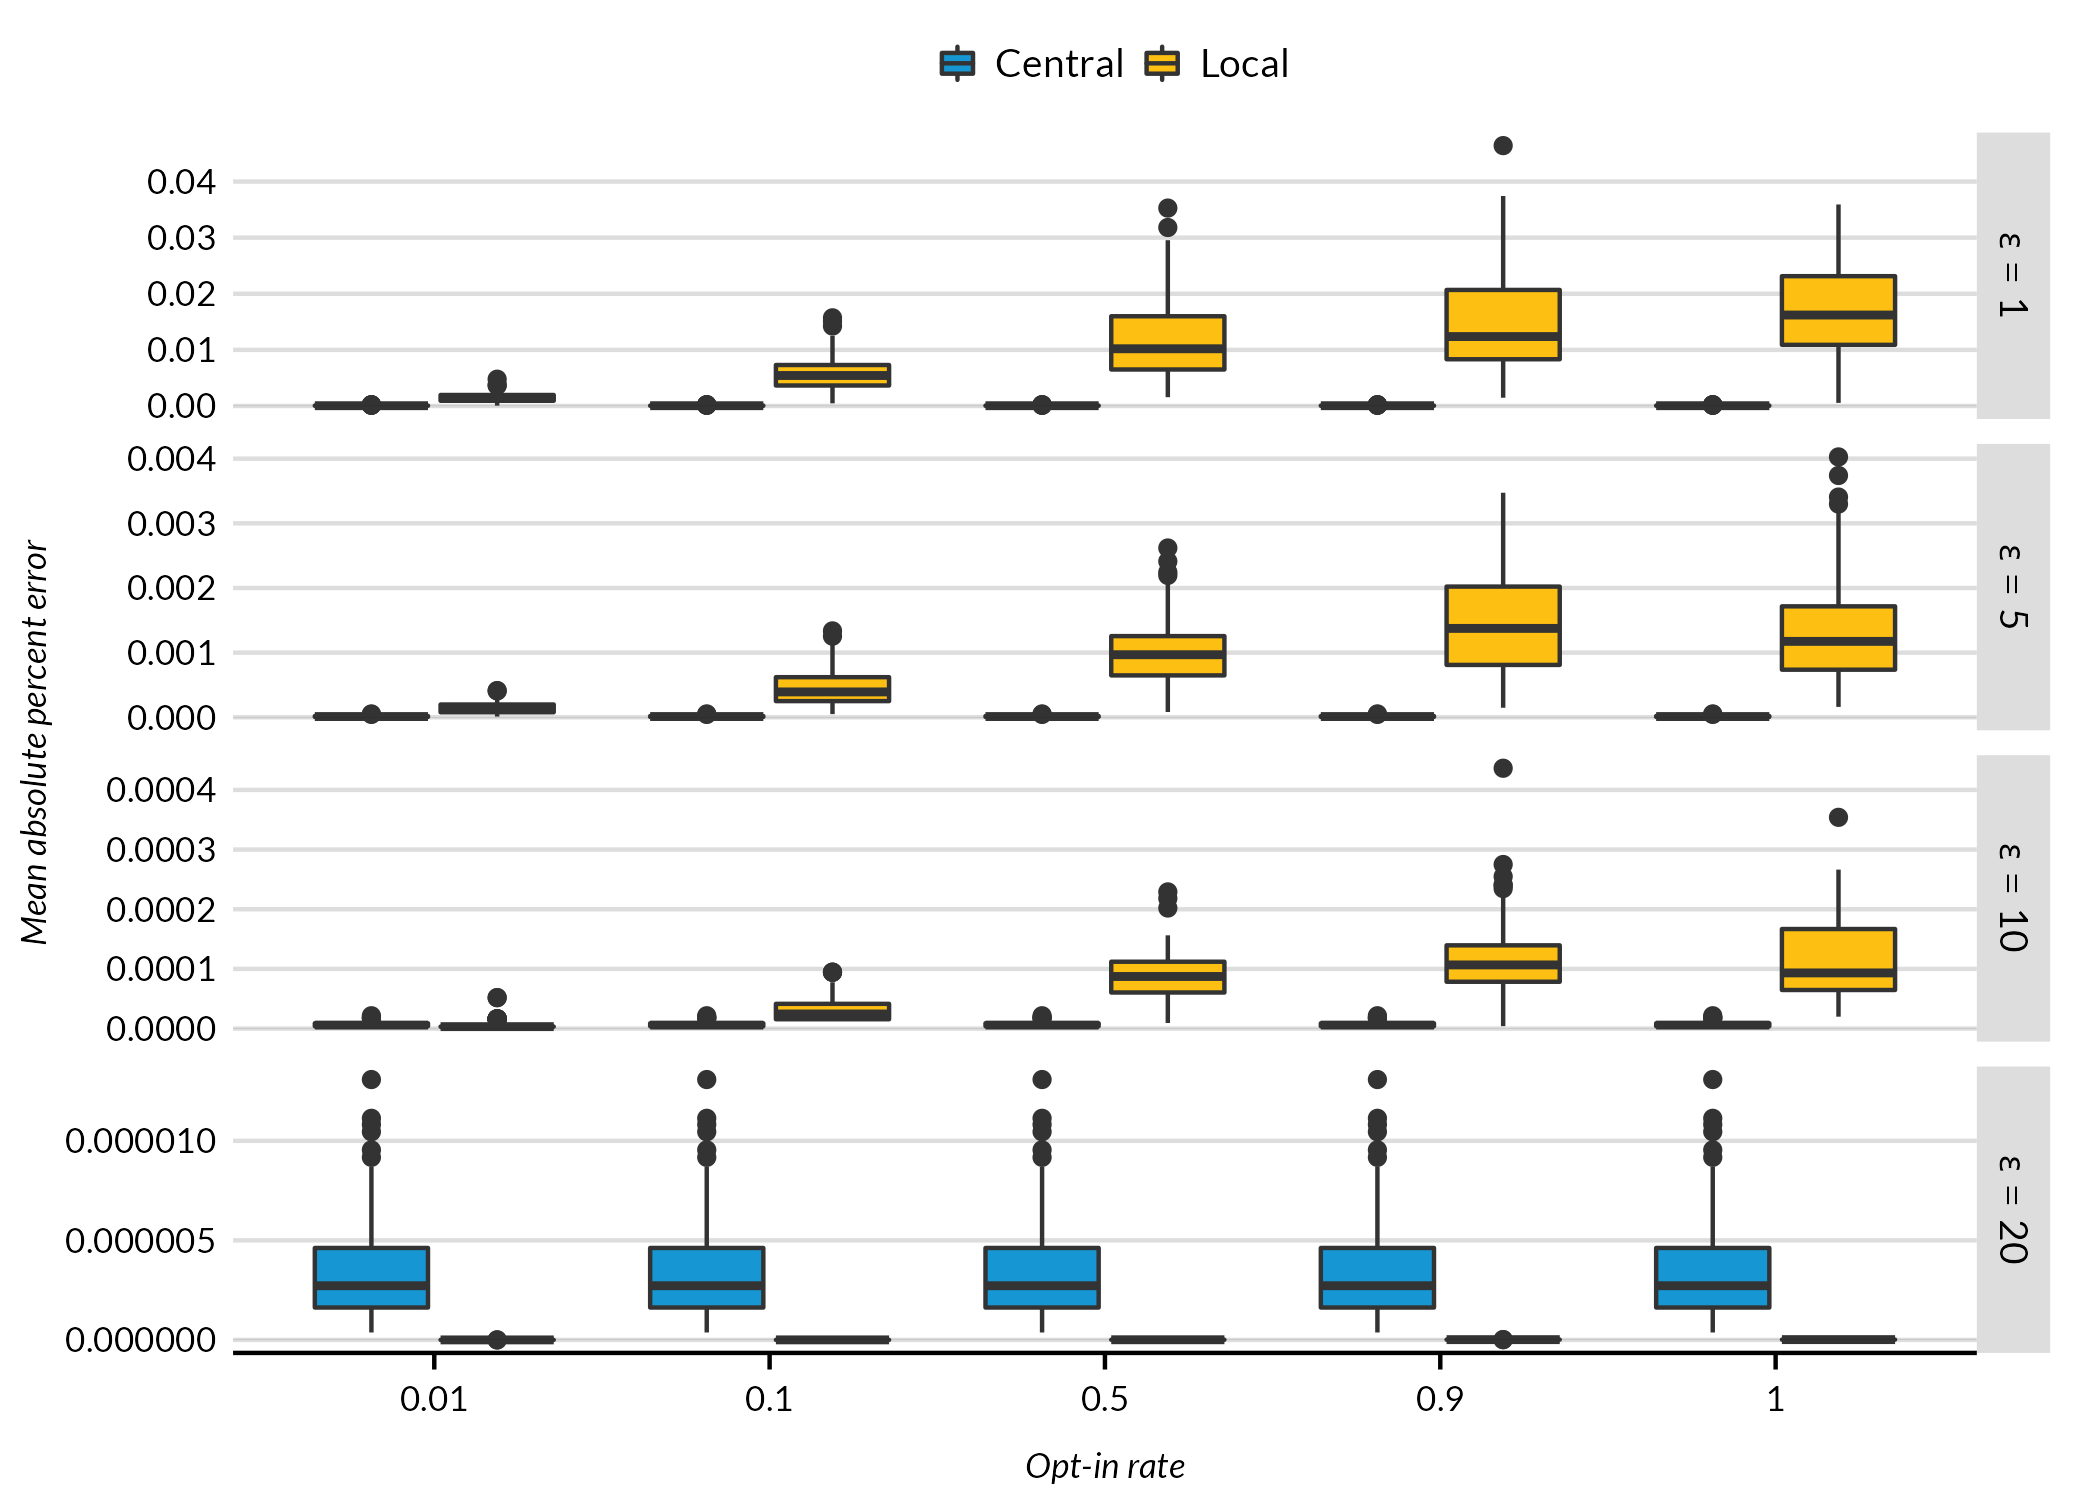 Central Local
Mean absolute percent error
0.04
0.03
0.02
0.01
0.00
ε = 1
0.004
0.003
0.002
0.001
0.000
ε = 5
0.0004
0.0003
0.0002
0.0001
0.0000
ε = 10
0.000010
0.000005
0.000000
ε = 20
0.01 0.1 0.5 0.9 1
Opt-in rate